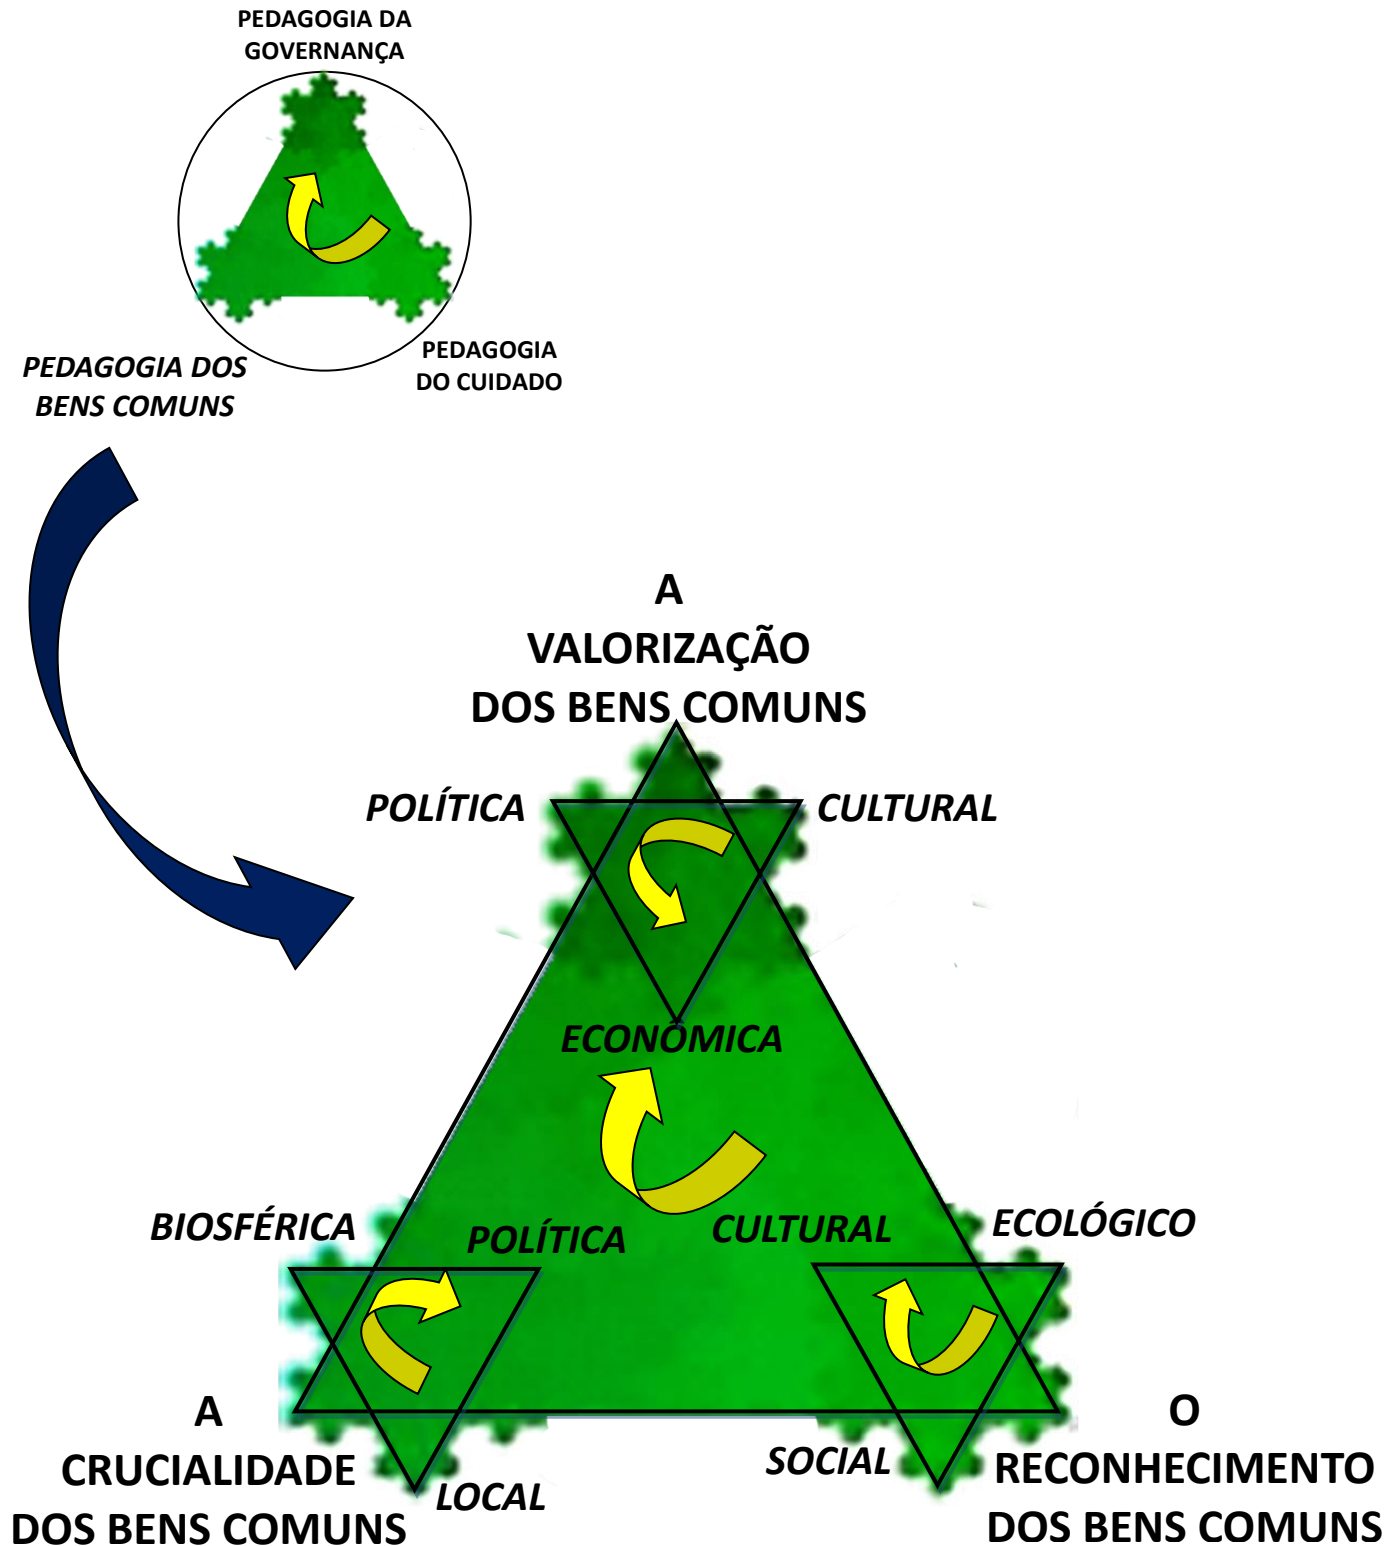 PEDAGOGIA DA
GOVERNANÇA
PEDAGOGIA DOS
BENS COMUNS
PEDAGOGIA
DO CUIDADO
A
VALORIZAÇÃO
DOS BENS COMUNS
POLÍTICA
CULTURAL
ECONÔMICA
BIOSFÉRICA
POLÍTICA
CULTURAL
ECOLÓGICO
A
CRUCIALIDADE
DOS BENS COMUNS
LOCAL
SOCIAL
O
RECONHECIMENTO
DOS BENS COMUNS